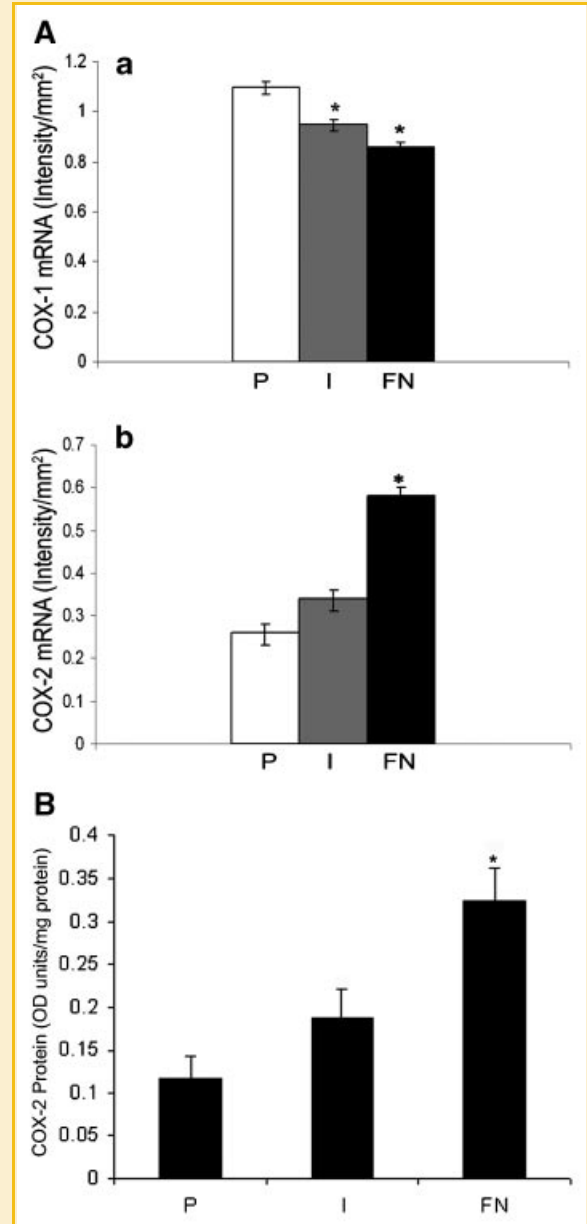 A
a
COX-1 mRNA (Intensity/mm²)
1.2
1
0.8
0.6
0.4
0.2
0
*
*
P I FN
b
COX-2 mRNA (Intensity/mm²)
0.7
0.6
0.5
0.4
0.3
0.2
0.1
0
*
P I FN
B
COX-2 Protein (OD units/mg protein)
0.4
0.35
0.3
0.25
0.2
0.15
0.1
0.05
0
*
P I FN